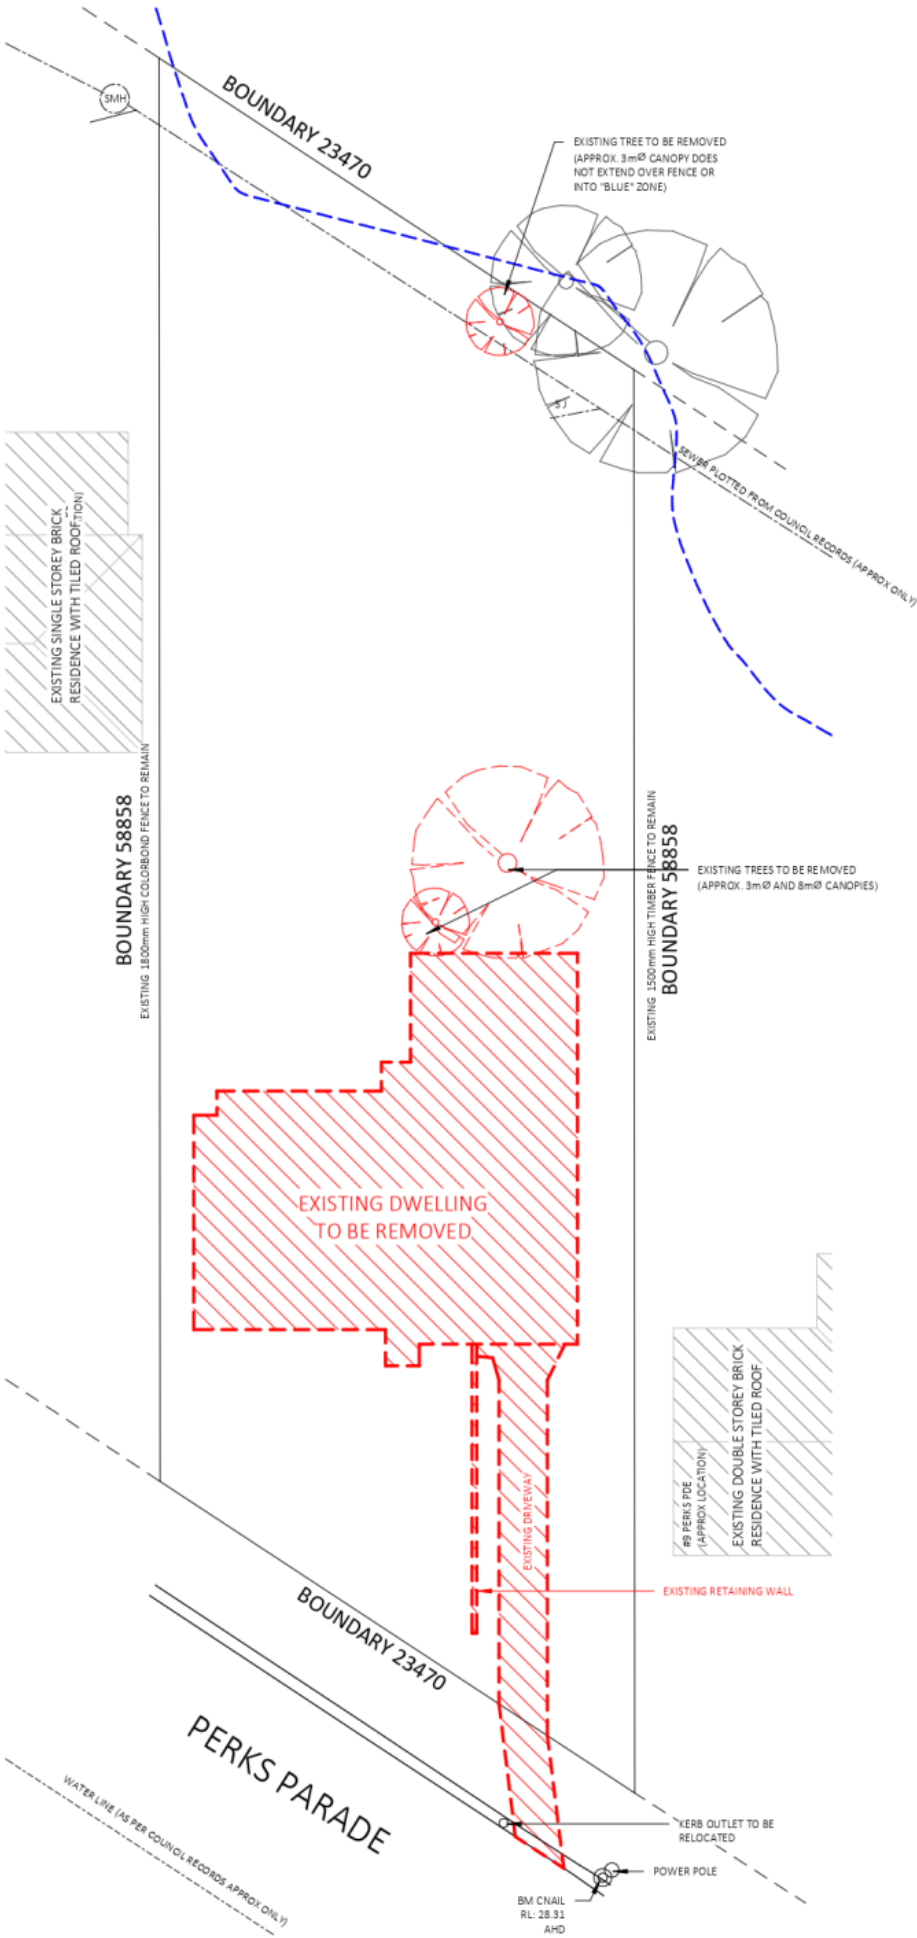 SMH
BOUNDARY 23470
EXISTING TREE TO BE REMOVED
(APPROX. 3mØ CANOPY DOES
NOT EXTEND OVER FENCE OR
INTO "BLUE" ZONE)
SEWER PLOTTED FROM COUNCIL RECORDS (APPROX ONLY)
EXISTING SINGLE STOREY BRICK
RESIDENCE WITH TILED ROOF
TION)
BOUNDARY 58858
EXISTING 1800mm HIGH COLORBOND FENCE TO REMAIN
EXISTING 1500mm HIGH TIMBER FENCE TO REMAIN
BOUNDARY 58858
EXISTING TREES TO BE REMOVED
(APPROX. 3mØ AND 8mØ CANOPIES)
EXISTING DWELLING
TO BE REMOVED
#9 PERKS PDE
(APPROX LOCATION)
EXISTING DOUBLE STOREY BRICK
RESIDENCE WITH TILED ROOF
EXISTING DRIVEWAY
EXISTING RETAINING WALL
BOUNDARY 23470
PERKS PARADE
WATER LINE (AS PER COUNCIL RECORDS APPROX ONLY)
KERB OUTLET TO BE
RELOCATED
POWER POLE
BM CNAIL
RL: 28.31
AHD